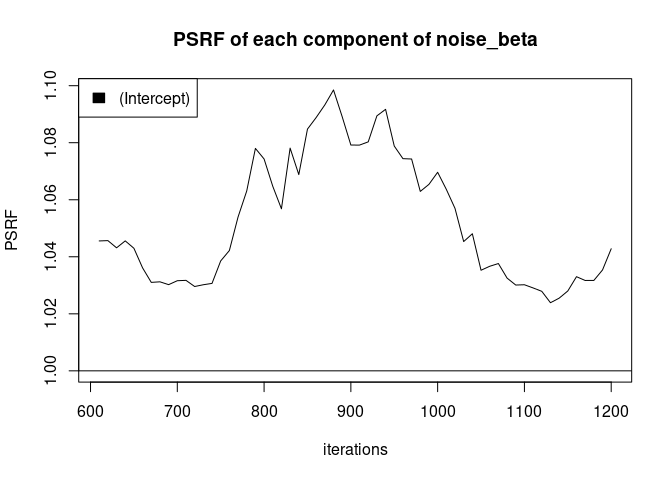 PSRF of each component of noise_beta
(Intercept)
PSRF
1.10
1.08
1.06
1.04
1.02
1.00
600 700 800 900 1000 1100 1200
iterations